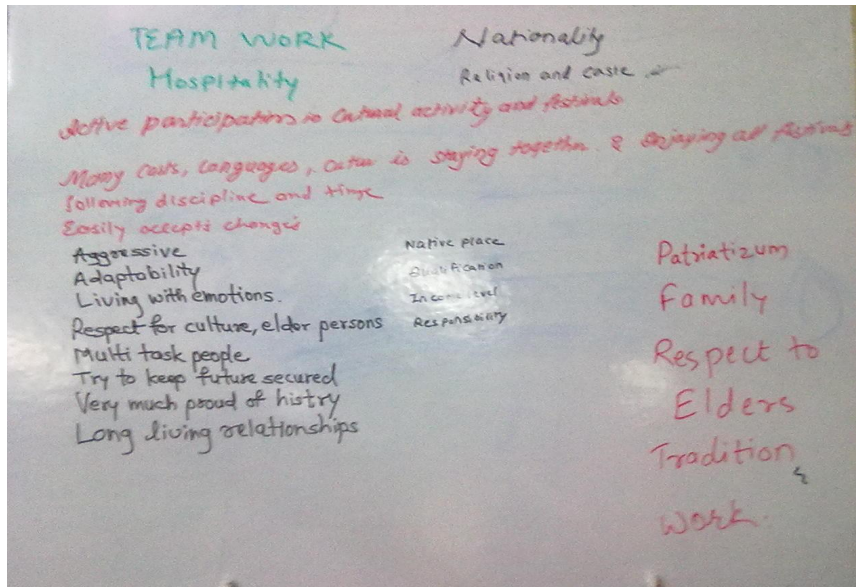 TEAM WORK
Hospitality
Nationality
Religion and caste
Active participation in Cultural activity and festivals
Many casts, languages, is staying together & Enjoying all festivals
following discipline and time
Easily accepts changes
Aggressive
Adaptability
Living with emotions.
Respect for culture, elder persons
Multi task people
Try to keep future secured
Very much proud of histry
Long living relationships
Native place
Qualification
Income level
Responsibility
Patriatizum
Family
Respect to
Elders
Tradition
Work.